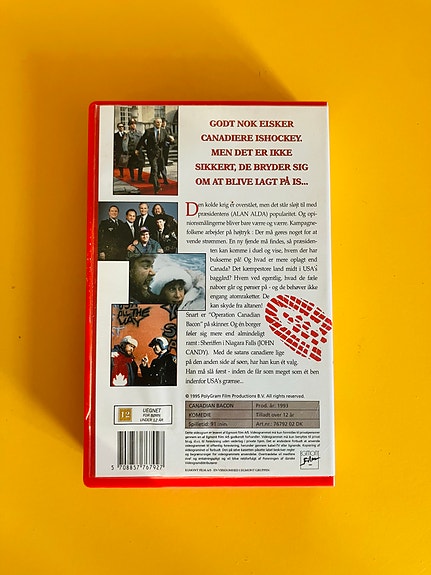 GODT NOK ELSKER
CANADIERE ISHOCKEY.
MEN DET ER IKKE
SIKKERT, DE BRYDER SIG
OM AT BLIVE LAGT PÅ IS...
Den kolde krig er overstået, men det står sløjt til med
præsidentens (ALAN ALDA) popularitet. Og opi-
nionsmålingerne bliver bare værre og værre. Kampagne-
folkene arbejder på højtryk : Der må gøres noget for at
vende strømmen. En ny fjende må findes, så præsiden-
ten kan komme i duel og vise, hvem der har
bukserne på! Og hvad er mere oplagt end
Canada? Det kæmpestore land midt i USA's
baggård? Hvem ved egentlig, hvad de fæle
naboer går og pønser på - og de behøver ikke
engang atomraketter. De
kan skyde fra altanen!
Snart er "Operation Canadian
Bacon" på skinner. Og én borger
føler sig mere end almindeligt
ramt : Sheriffen i Niagara Falls (JOHN
CANDY). Med de satans canadiere lige
på den anden side af søen, har han kun ét valg.
Han må slå først - inden de får som meget som ét ben
indenfor USA's grænse...
© 1995 PolyGram Film Productions B.V. All rights reserved.
CANADIAN BACON Prod. år: 1993
KOMEDIE Tilladt over 12 år
Spilletid: 91 min. Art nr.: 76792 02 DK
12 UEGNET
FOR BØRN
UNDER 12 ÅR
5 708857 767927
EGMONT
Film
ALL THE
WAY